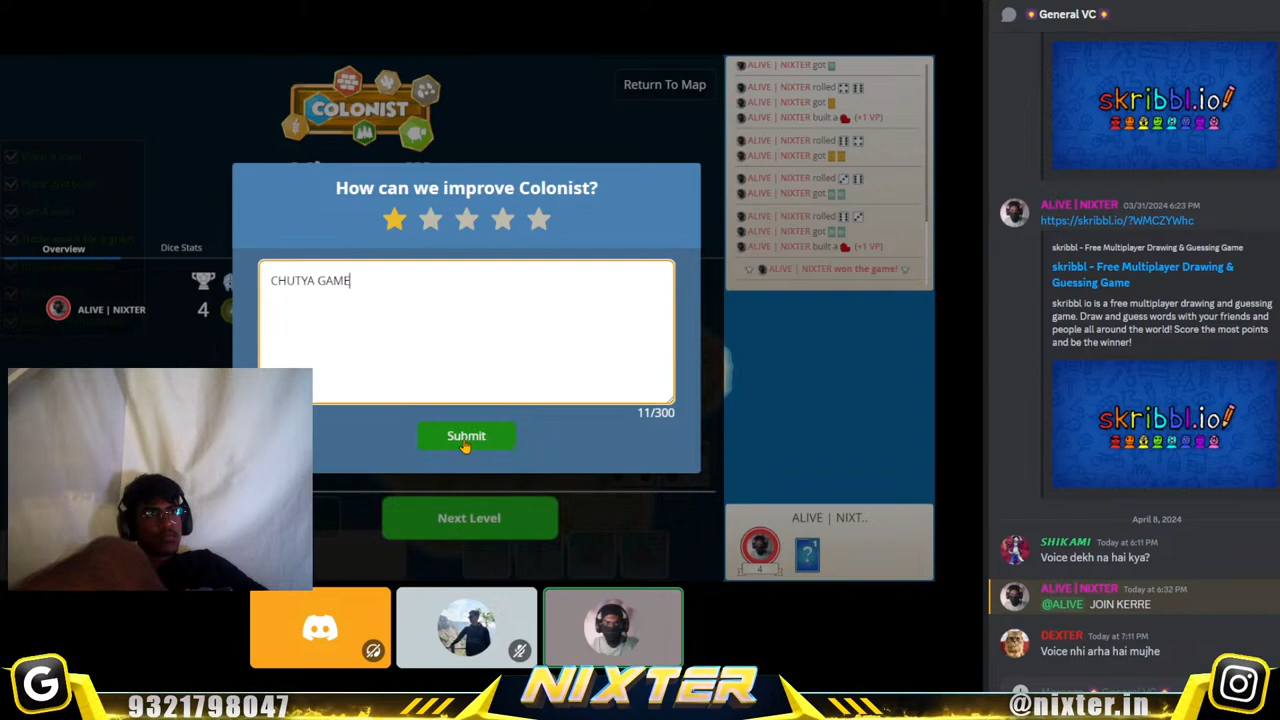 General VC
skribbl.io
ALIVE | NIXTER 03/31/2024 6:23 PM
https://skribbl.io/?WMCZYWhc
skribbl - Free Multiplayer Drawing & Guessing Game
skribbl - Free Multiplayer Drawing &
Guessing Game
skribbl io is a free multiplayer drawing and guessing
game. Draw and guess words with your friends and
people all around the world! Score the most points
and be the winner!
skribbl.io
April 8, 2024
SHIKAMI Today at 6:11 PM
Voice dekh na hai kya?
ALIVE | NIXTER Today at 6:32 PM
@ALIVE JOIN KERRE
DEXTER Today at 7:11 PM
Voice nhi arha hai mujhe
COLONIST
Return To Map
ALIVE | NIXTER got
ALIVE | NIXTER rolled
ALIVE | NIXTER got
ALIVE | NIXTER built a (+1 VP)
ALIVE | NIXTER rolled
ALIVE | NIXTER got
ALIVE | NIXTER rolled
ALIVE | NIXTER got
ALIVE | NIXTER rolled
ALIVE | NIXTER got
ALIVE | NIXTER built a (+1 VP)
ALIVE | NIXTER won the game!
How can we improve Colonist?
CHUTYA GAME
11/300
Submit
Overview
Dice Stats
ALIVE | NIXTER 4
Next Level
ALIVE | NIXT..
4
? 1
G
9321798047
NIXTER
@nixter.in